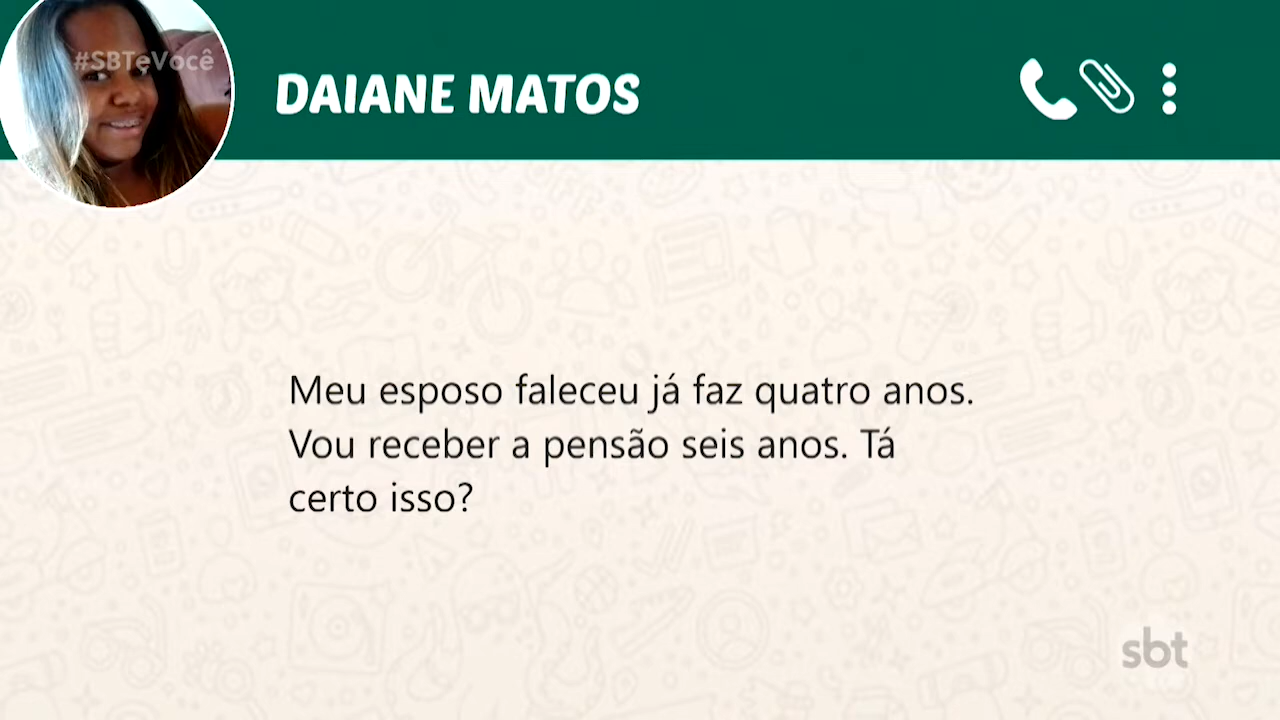 #SBTeVocê
DAIANE MATOS
Meu esposo faleceu já faz quatro anos.
Vou receber a pensão seis anos. Tá
certo isso?
sbt